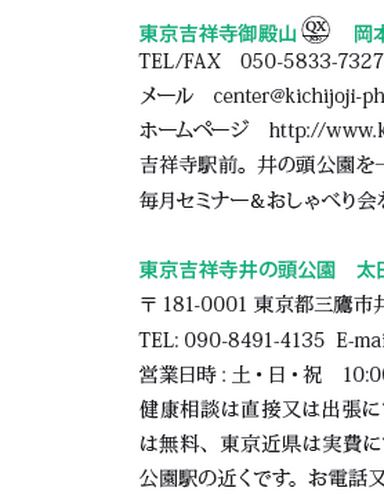 東京吉祥寺御殿山 QX 岡本
TEL/FAX 050-5833-7327
メール center@kichijoji-ph
ホームページ http://www.k
吉祥寺駅前。井の頭公園を一
毎月セミナー&おしゃべり会を
東京吉祥寺井の頭公園 太田
〒181-0001 東京都三鷹市井
TEL: 090-8491-4135 E-mai
営業日時 : 土・日・祝 10:00
健康相談は直接又は出張に
は無料、東京近県は実費に
公園駅の近くです。お電話又